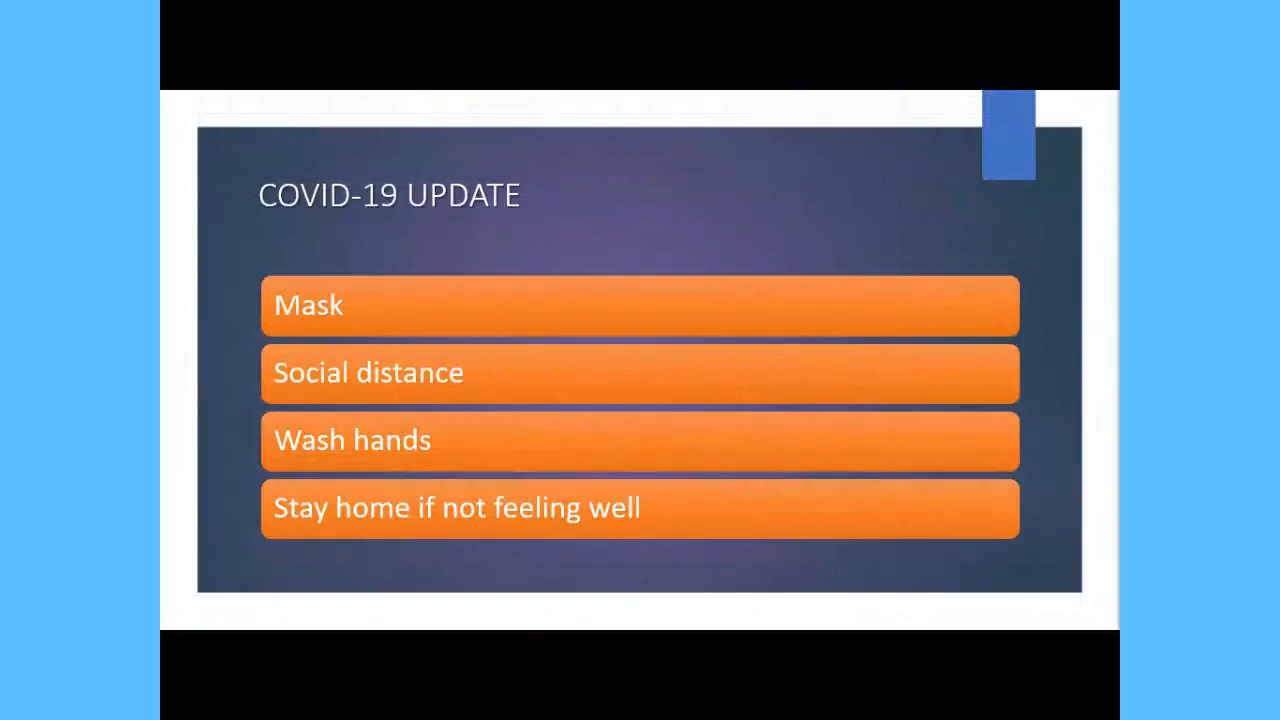 COVID-19 UPDATE
Mask
Social distance
Wash hands
Stay home if not feeling well